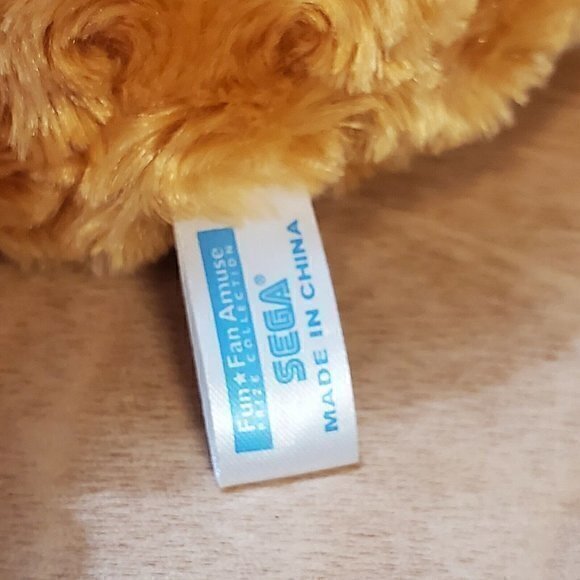 Fun★Fan Amuse
PRIZE COLLECTION
SEGA®
MADE IN CHINA